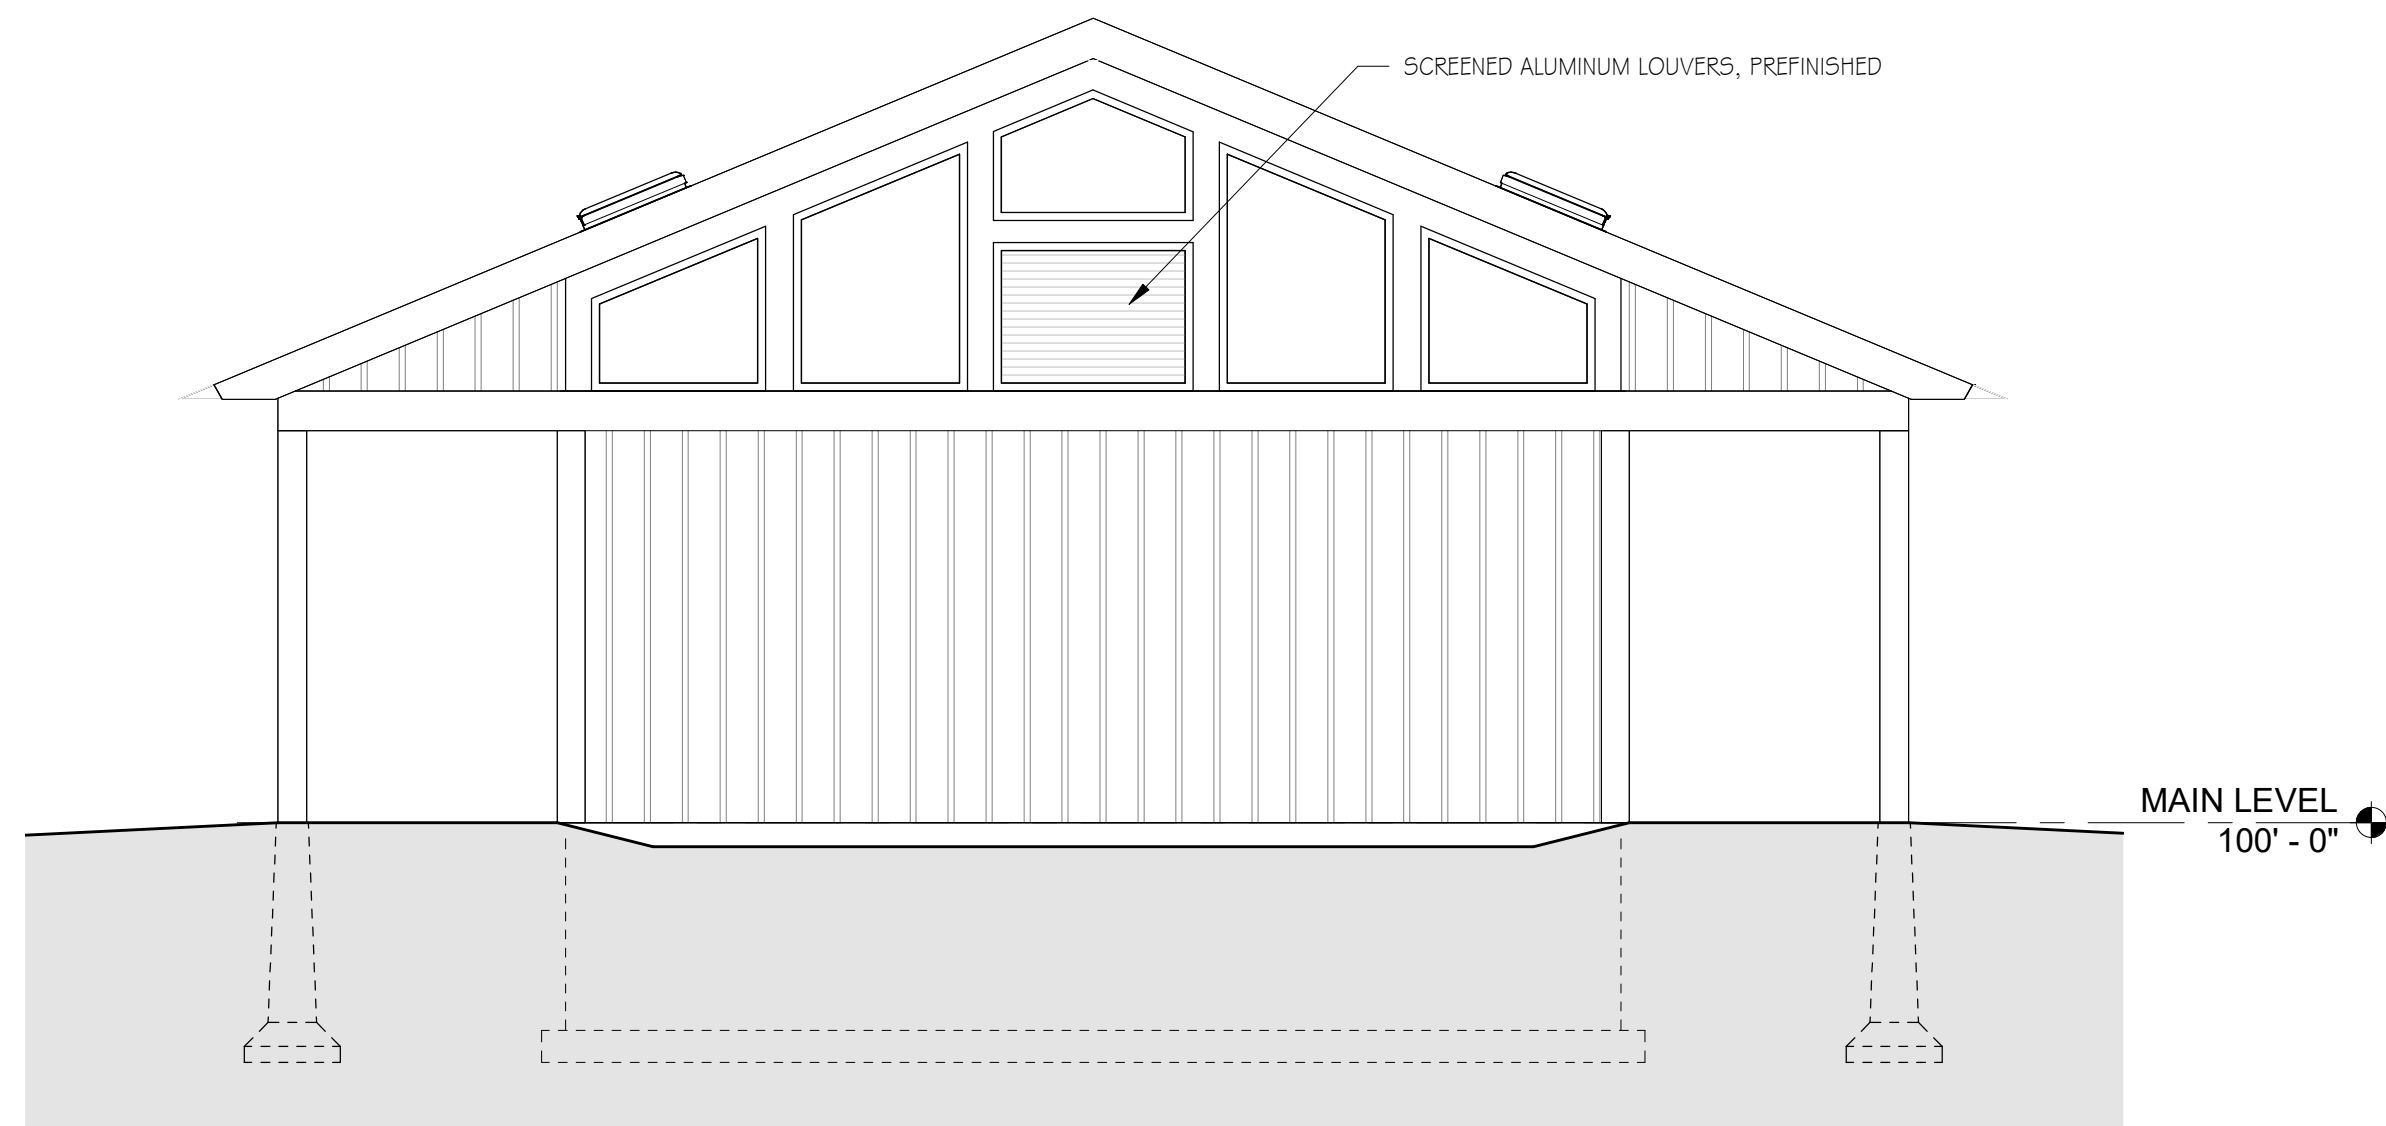 SCREENED ALUMINUM LOUVERS, PREFINISHED
MAIN LEVEL
100' - 0"